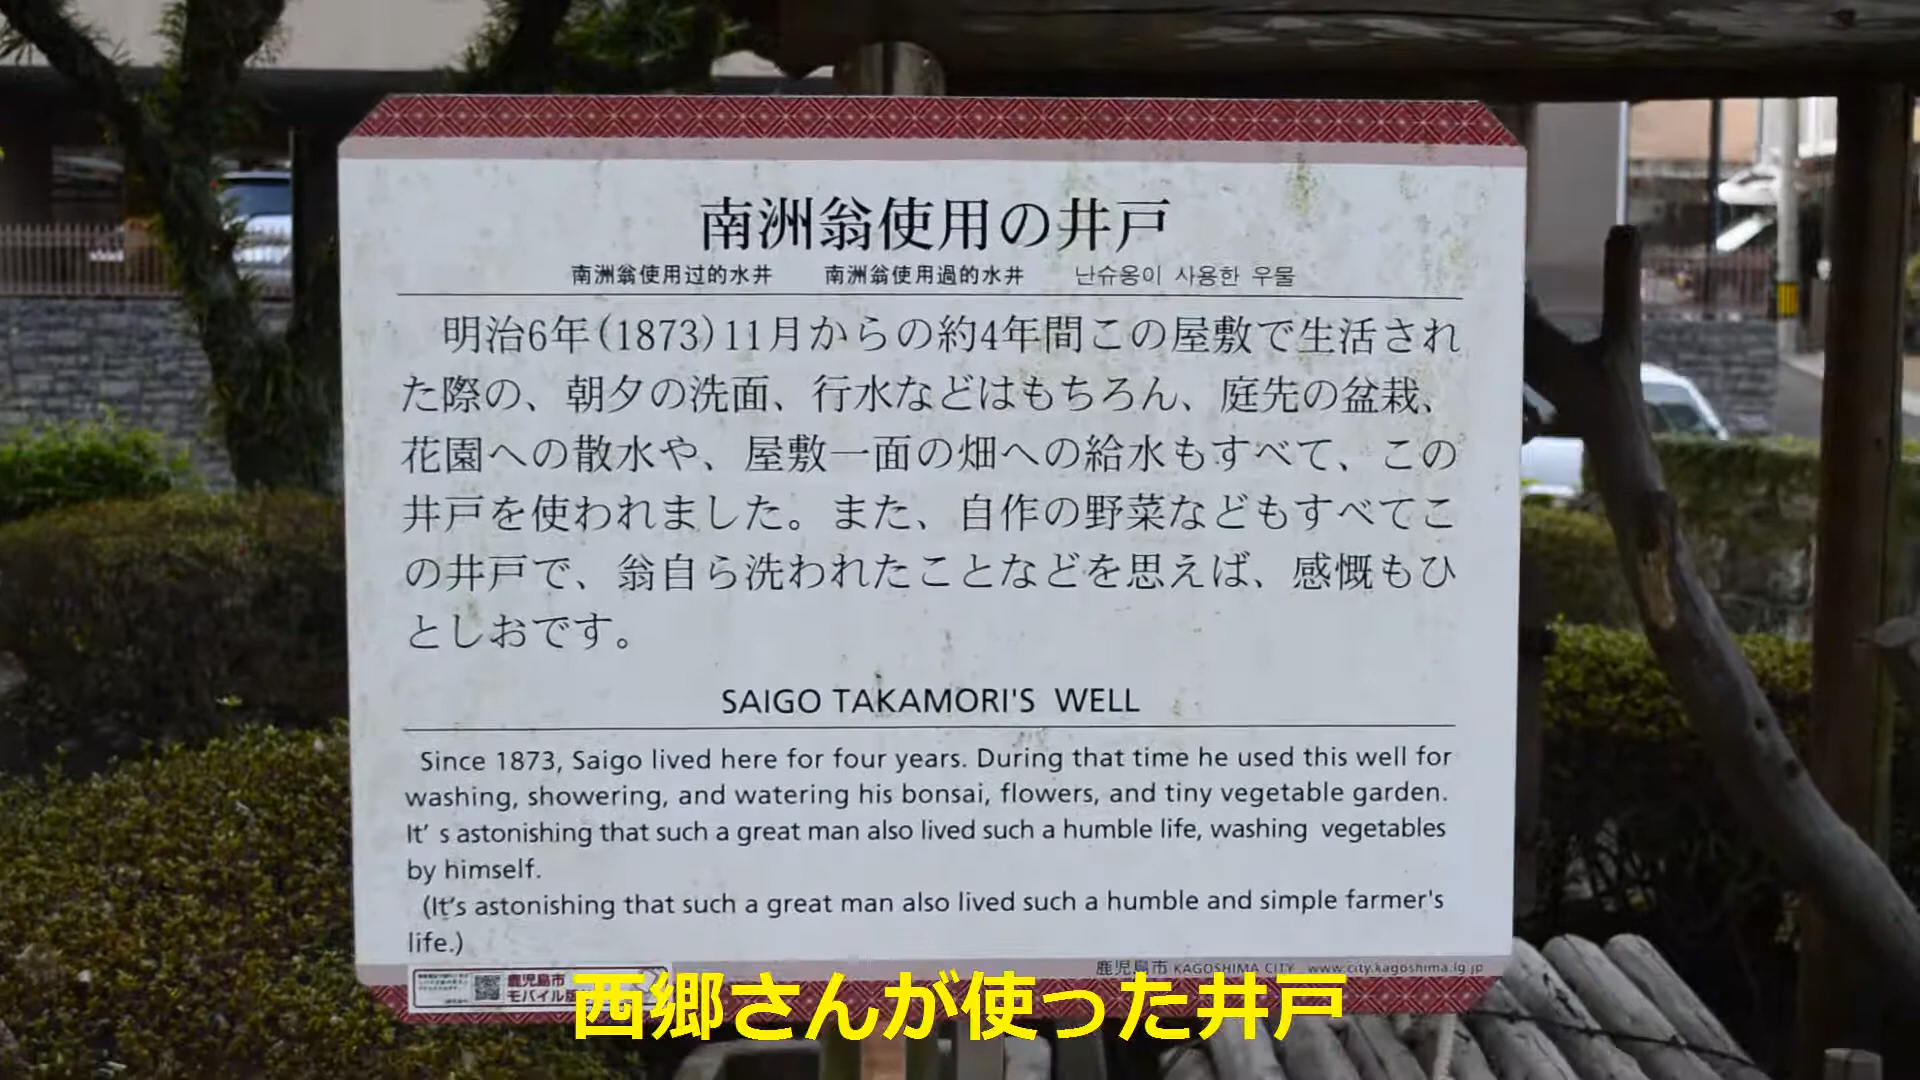 南洲翁使用の井戸
南洲翁使用过的水井 南洲翁使用過的水井 난슈옹이 사용한 우물
明治6年(1873)11月からの約4年間この屋敷で生活され
た際の、朝夕の洗面、行水などはもちろん、庭先の盆栽、
花園への散水や、屋敷一面の畑への給水もすべて、この
井戸を使われました。また、自作の野菜などもすべてこ
の井戸で、翁自ら洗われたことなどを思えば、感慨もひ
としおです。
SAIGO TAKAMORI'S WELL
Since 1873, Saigo lived here for four years. During that time he used this well for
washing, showering, and watering his bonsai, flowers, and tiny vegetable garden.
It' s astonishing that such a great man also lived such a humble life, washing vegetables
by himself.
(It's astonishing that such a great man also lived such a humble and simple farmer's
life.)
鹿児島市 KAGOSHIMA CITY www.city.kagoshima.lg.jp
鹿児島市
モバイル
西郷さんが使った井戸